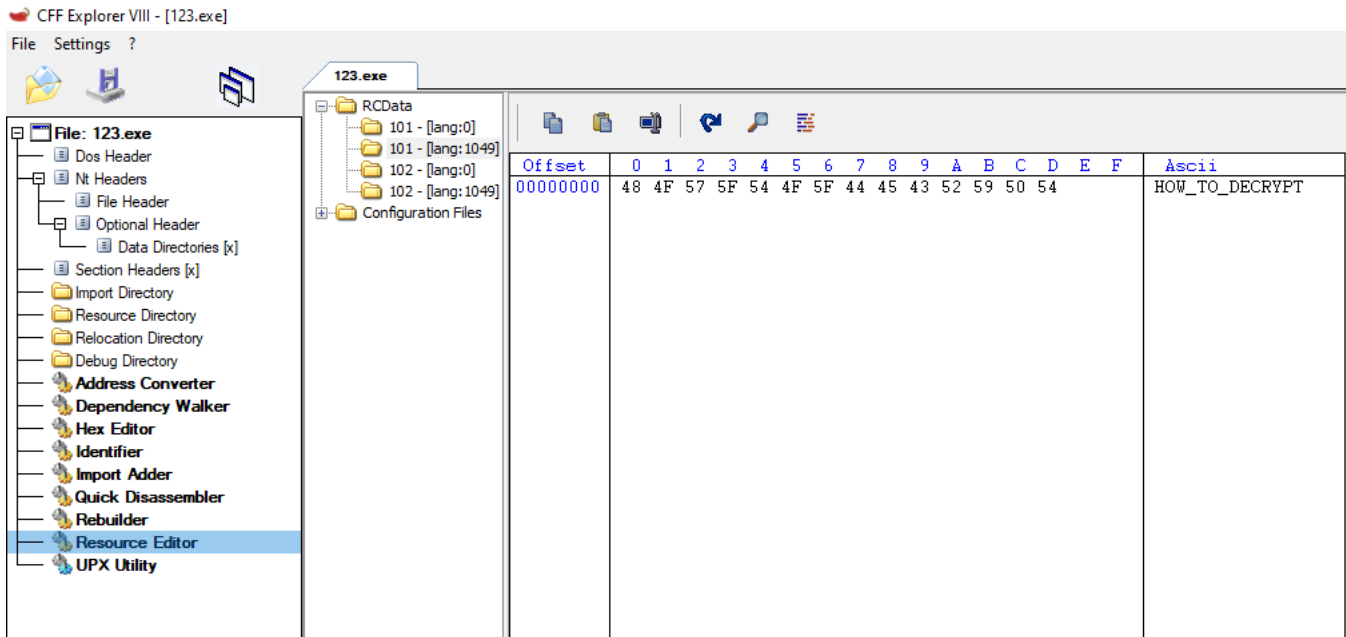 CFF Explorer VIII - [123.exe]
File Settings ?
123.exe
File: 123.exe
Dos Header
Nt Headers
File Header
Optional Header
Data Directories [x]
Section Headers [x]
Import Directory
Resource Directory
Relocation Directory
Debug Directory
Address Converter
Dependency Walker
Hex Editor
Identifier
Import Adder
Quick Disassembler
Rebuilder
Resource Editor
UPX Utility
RCData
101 - [lang:0]
101 - [lang:1049]
102 - [lang:0]
102 - [lang:1049]
Configuration Files
Offset 0 1 2 3 4 5 6 7 8 9 A B C D E F Ascii
00000000 48 4F 57 5F 54 4F 5F 44 45 43 52 59 50 54 HOW_TO_DECRYPT